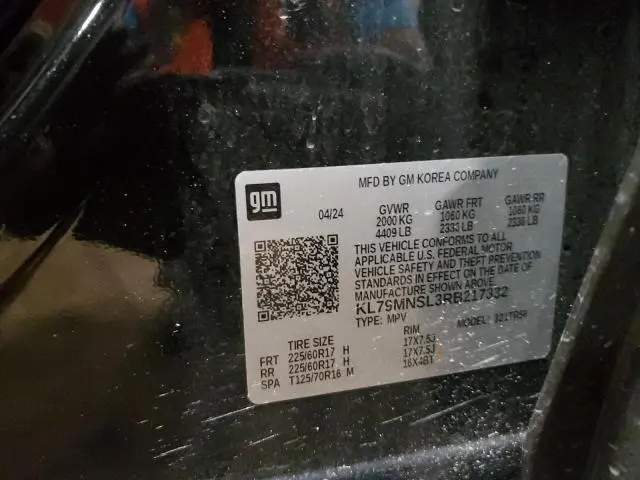 MFD BY GM KOREA COMPANY
gm
04/24
GVWR GAWR FRT GAWR RR
2000 KG 1060 KG 1060 KG
4409 LB 2333 LB 2336 LB
THIS VEHICLE CONFORMS TO ALL
APPLICABLE U.S. FEDERAL MOTOR
VEHICLE SAFETY AND THEFT PREVENTION
STANDARDS IN EFFECT ON THE DATE OF
MANUFACTURE SHOWN ABOVE.
KL79MNSL3RB217332
TYPE: MPV MODEL:
TIRE SIZE RIM
FRT 225/60R17 H 17X7.5J
RR 225/60R17 H 17X7.5J
SPA T125/70R16 M 16X4BT